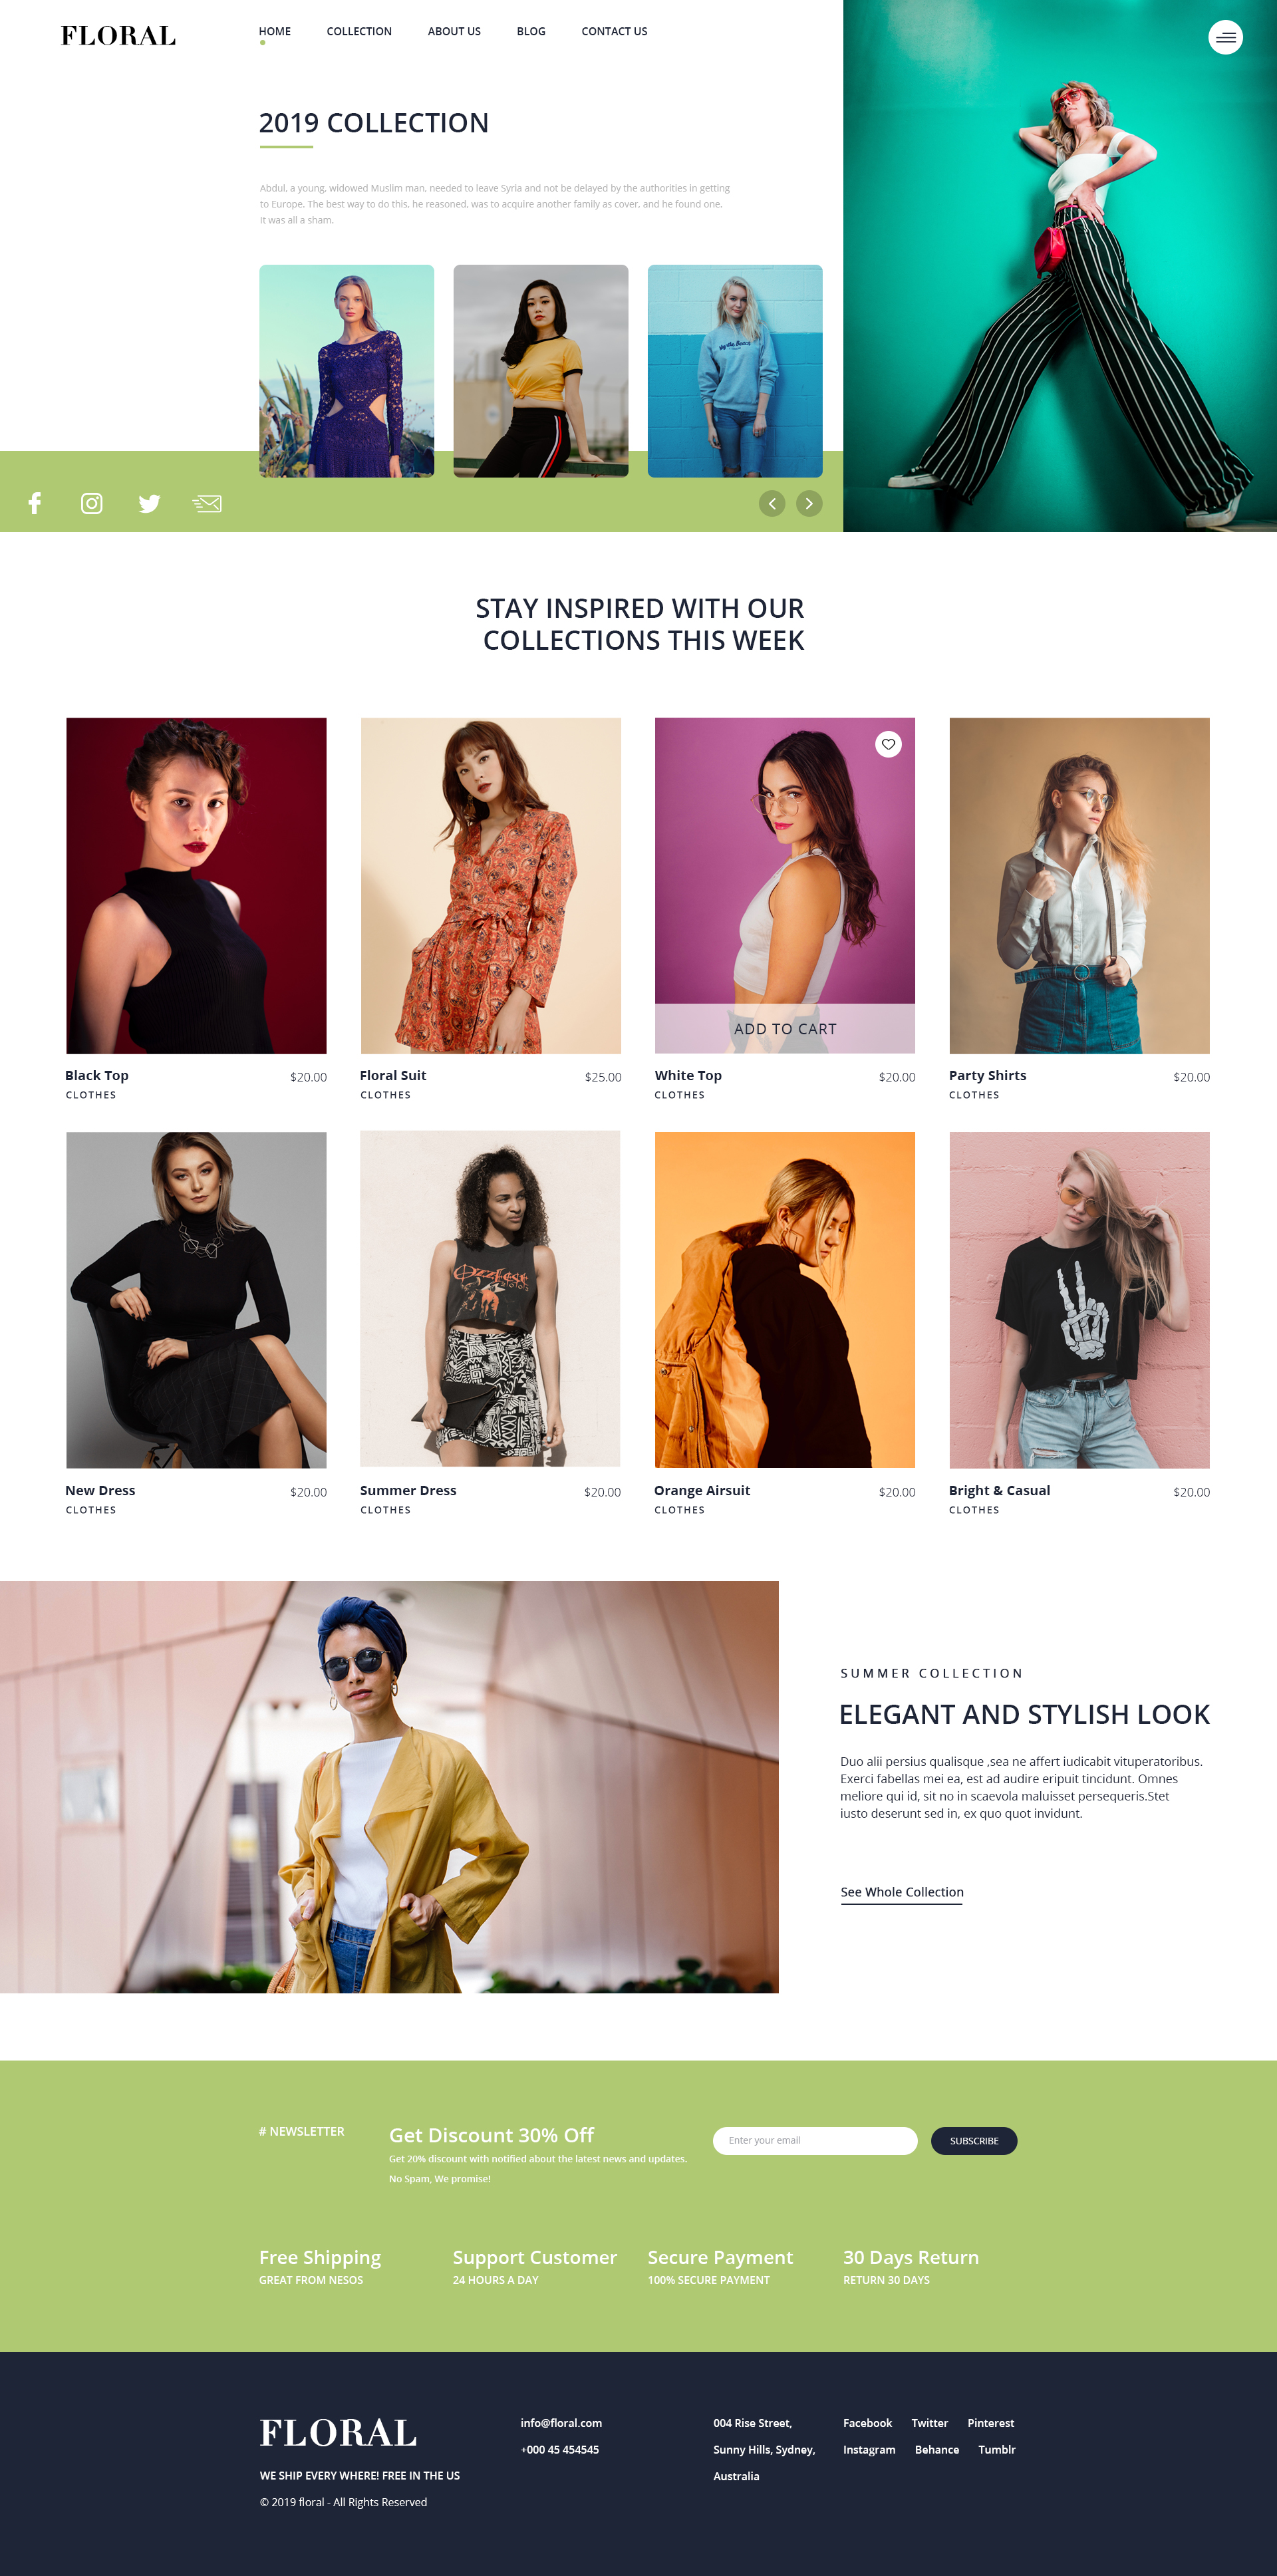 FLORAL
HOME
COLLECTION
ABOUT US
BLOG
CONTACT US
2019 COLLECTION
Abdul, a young, widowed Muslim man, needed to leave Syria and not be delayed by the authorities in getting
to Europe. The best way to do this, he reasoned, was to acquire another family as cover, and he found one.
It was all a sham.
STAY INSPIRED WITH OUR
COLLECTIONS THIS WEEK
ADD TO CART
Black Top
$20.00
CLOTHES
Floral Suit
$25.00
CLOTHES
White Top
$20.00
CLOTHES
Party Shirts
$20.00
CLOTHES
Ozzfest
New Dress
$20.00
CLOTHES
Summer Dress
$20.00
CLOTHES
Orange Airsuit
$20.00
CLOTHES
Bright & Casual
$20.00
CLOTHES
SUMMER COLLECTION
ELEGANT AND STYLISH LOOK
Duo alii persius qualisque ,sea ne affert iudicabit vituperatoribus.
Exerci fabellas mei ea, est ad audire eripuit tincidunt. Omnes
meliore qui id, sit no in scaevola maluisset persequeris.Stet
iusto deserunt sed in, ex quo quot invidunt.
See Whole Collection
# NEWSLETTER
Get Discount 30% Off
Get 20% discount with notified about the latest news and updates.
No Spam, We promise!
Enter your email
SUBSCRIBE
Free Shipping
GREAT FROM NESOS
Support Customer
24 HOURS A DAY
Secure Payment
100% SECURE PAYMENT
30 Days Return
RETURN 30 DAYS
FLORAL
WE SHIP EVERY WHERE! FREE IN THE US
© 2019 floral - All Rights Reserved
info@floral.com
+000 45 454545
004 Rise Street,
Sunny Hills, Sydney,
Australia
Facebook
Twitter
Pinterest
Instagram
Behance
Tumblr